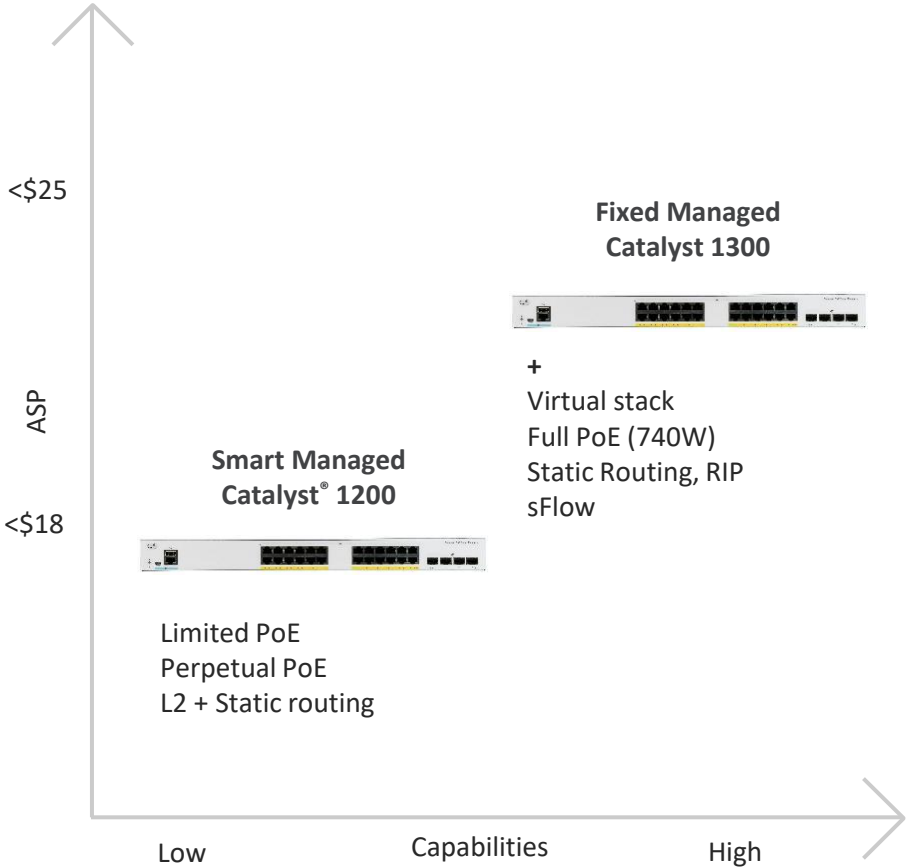 <$25
Fixed Managed
Catalyst 1300
+
Virtual stack
Full PoE (740W)
Static Routing, RIP
sFlow
ASP
Smart Managed
Catalyst® 1200
<$18
Limited PoE
Perpetual PoE
L2 + Static routing
Low
Capabilities
High